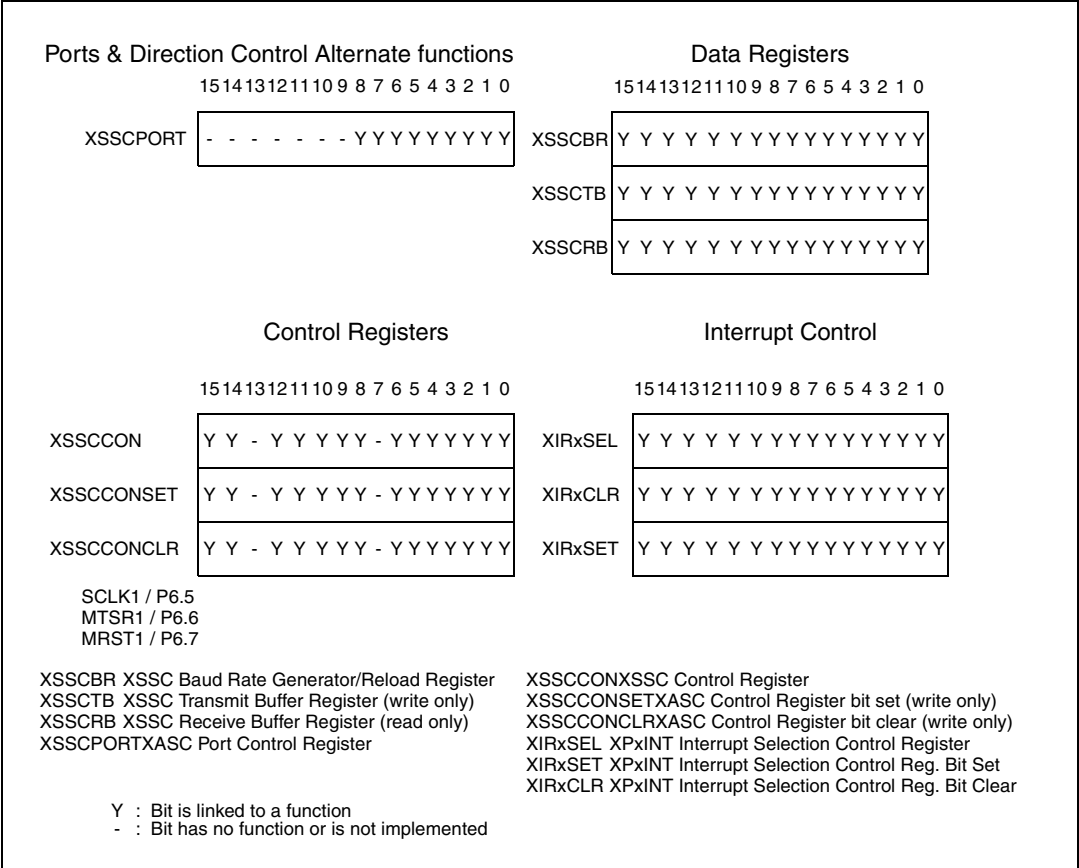 Ports & Direction Control Alternate functions
15 14 13 12 11 10 9 8 7 6 5 4 3 2 1 0
XSSCPORT - - - - - - - Y Y Y Y Y Y Y Y Y
Data Registers
15 14 13 12 11 10 9 8 7 6 5 4 3 2 1 0
XSSCBR Y Y Y Y Y Y Y Y Y Y Y Y Y Y Y Y
XSSCTB Y Y Y Y Y Y Y Y Y Y Y Y Y Y Y Y
XSSCRB Y Y Y Y Y Y Y Y Y Y Y Y Y Y Y Y
Control Registers
15 14 13 12 11 10 9 8 7 6 5 4 3 2 1 0
XSSCCON Y Y - Y Y Y Y Y - Y Y Y Y Y Y Y
XSSCCONSET Y Y - Y Y Y Y Y - Y Y Y Y Y Y Y
XSSCCONCLR Y Y - Y Y Y Y Y - Y Y Y Y Y Y Y
Interrupt Control
15 14 13 12 11 10 9 8 7 6 5 4 3 2 1 0
XIRxSEL Y Y Y Y Y Y Y Y Y Y Y Y Y Y Y Y
XIRxCLR Y Y Y Y Y Y Y Y Y Y Y Y Y Y Y Y
XIRxSET Y Y Y Y Y Y Y Y Y Y Y Y Y Y Y Y
SCLK1 / P6.5
MTSR1 / P6.6
MRST1 / P6.7
XSSCBR XSSC Baud Rate Generator/Reload Register
XSSCTB XSSC Transmit Buffer Register (write only)
XSSCRB XSSC Receive Buffer Register (read only)
XSSCPORTXASC Port Control Register
XSSCCONXSSC Control Register
XSSCCONSETXASC Control Register bit set (write only)
XSSCCONCLRXASC Control Register bit clear (write only)
XIRxSEL XPxINT Interrupt Selection Control Register
XIRxSET XPxINT Interrupt Selection Control Reg. Bit Set
XIRxCLR XPxINT Interrupt Selection Control Reg. Bit Clear
Y : Bit is linked to a function
- : Bit has no function or is not implemented